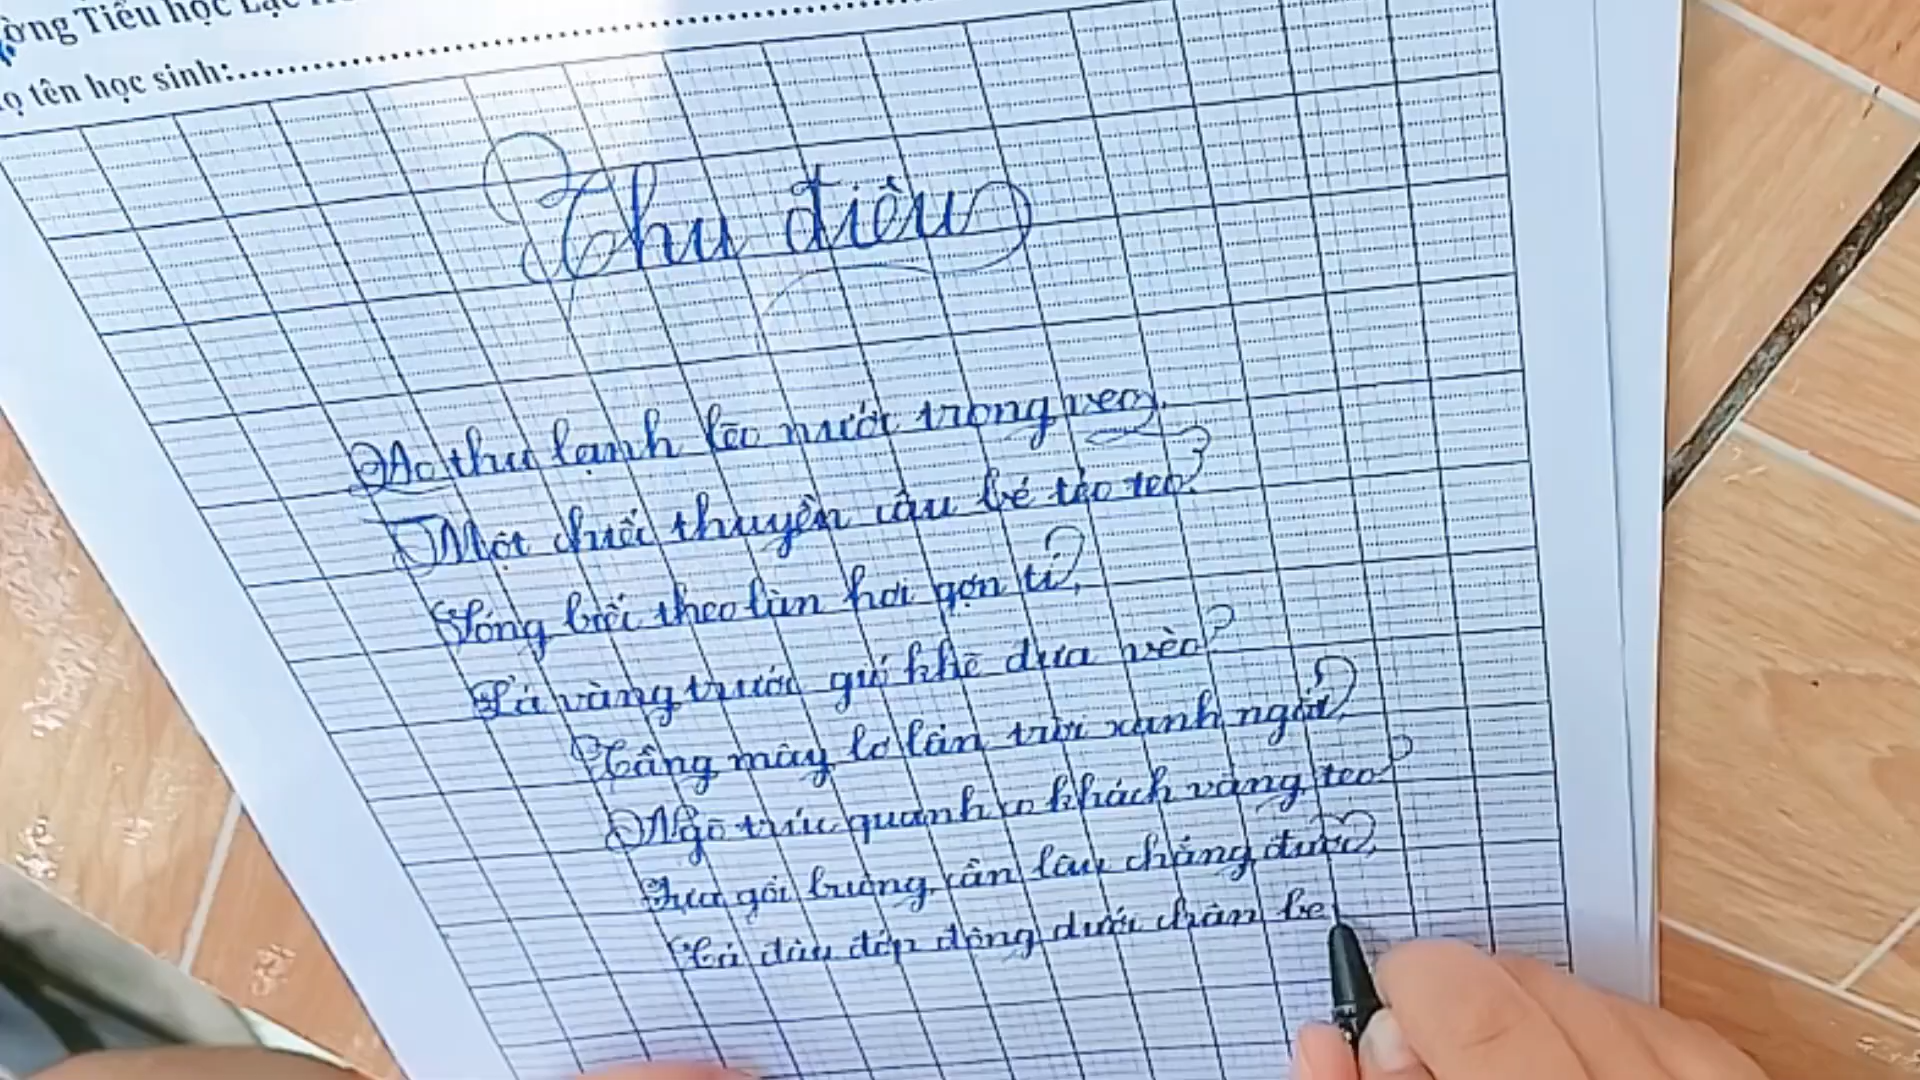 ờng Tiểu học Lạc
ọ tên học sinh:
Thu điều
Ao thu lạnh lẽo nước trong veo,
Một chiếc thuyền câu bé tẻo teo.
Sóng biếc theo làn hơi gợn tí,
Lá vàng trước gió khẽ đưa vèo.
Tầng mây lơ lửng trời xanh ngắt,
Ngõ trúc quanh co khách vắng teo.
Tựa gối buông cần lâu chẳng được,
Cá đâu đớp động dưới chân be